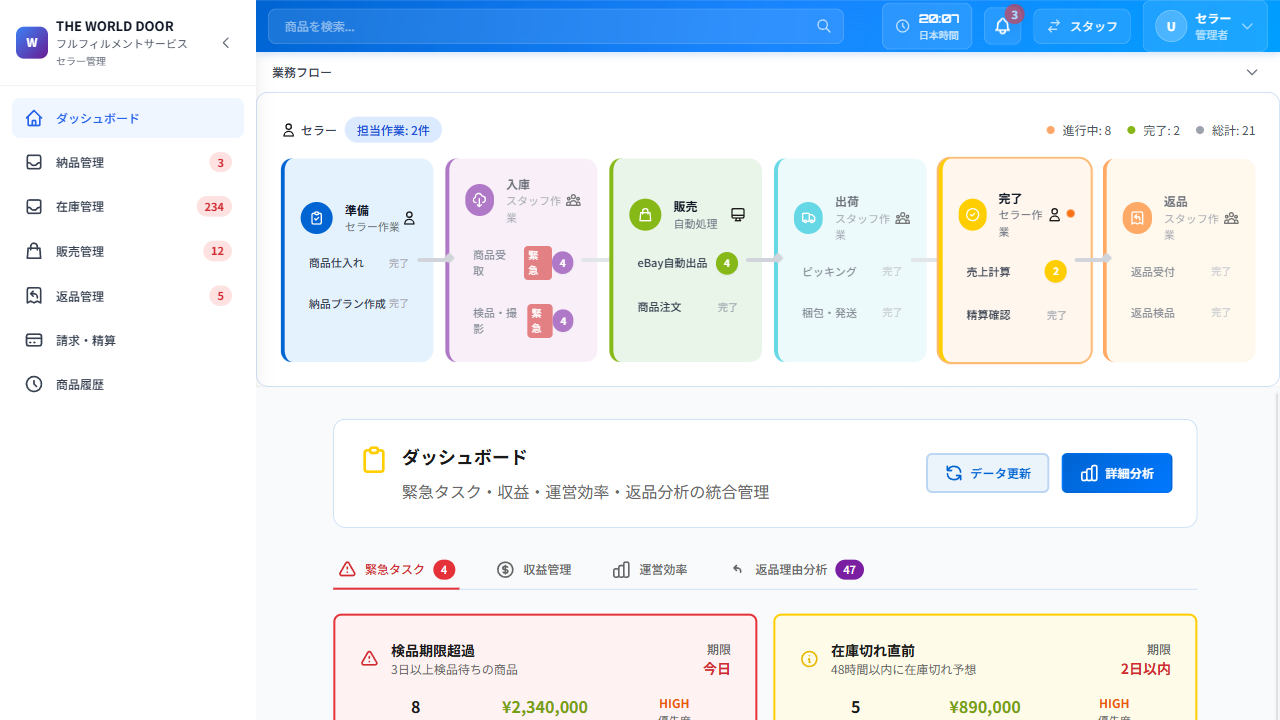 W
THE WORLD DOOR
フルフィルメントサービス
セラー管理
ダッシュボード
納品管理
3
在庫管理
234
販売管理
12
返品管理
5
請求・精算
商品履歴
商品を検索...
20:07
日本時間
3
スタッフ
U
セラー
管理者
業務フロー
セラー
担当作業: 2件
進行中: 8
完了: 2
総計: 21
準備
セラー作業
商品仕入れ
完了
納品プラン作成
完了
入庫
スタッフ作
業
商品受
取
緊
急
4
検品・撮
影
緊
急
4
販売
自動処理
eBay自動出品
4
商品注文
完了
出荷
スタッフ作
業
ピッキング
完了
梱包・発送
完了
完了
セラー作
業
売上計算
2
精算確認
完了
返品
スタッフ作
業
返品受付
完了
返品検品
完了
ダッシュボード
緊急タスク・収益・運営効率・返品分析の統合管理
データ更新
詳細分析
緊急タスク
4
収益管理
運営効率
返品理由分析
47
検品期限超過
3日以上検品待ちの商品
期限
今日
8
¥2,340,000
HIGH
優先度
在庫切れ直前
48時間以内に在庫切れ予想
期限
2日以内
5
¥890,000
HIGH
優先度